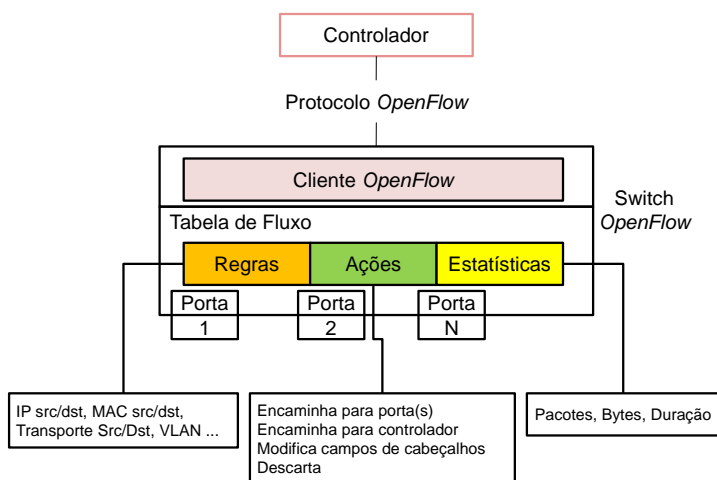 Controlador
Protocolo OpenFlow
Cliente OpenFlow
Switch
OpenFlow
Tabela de Fluxo
Regras
Ações
Estatísticas
Porta
1
Porta
2
Porta
N
IP src/dst, MAC src/dst,
Transporte Src/Dst, VLAN ...
Encaminha para porta(s)
Encaminha para controlador
Modifica campos de cabeçalhos
Descarta
Pacotes, Bytes, Duração